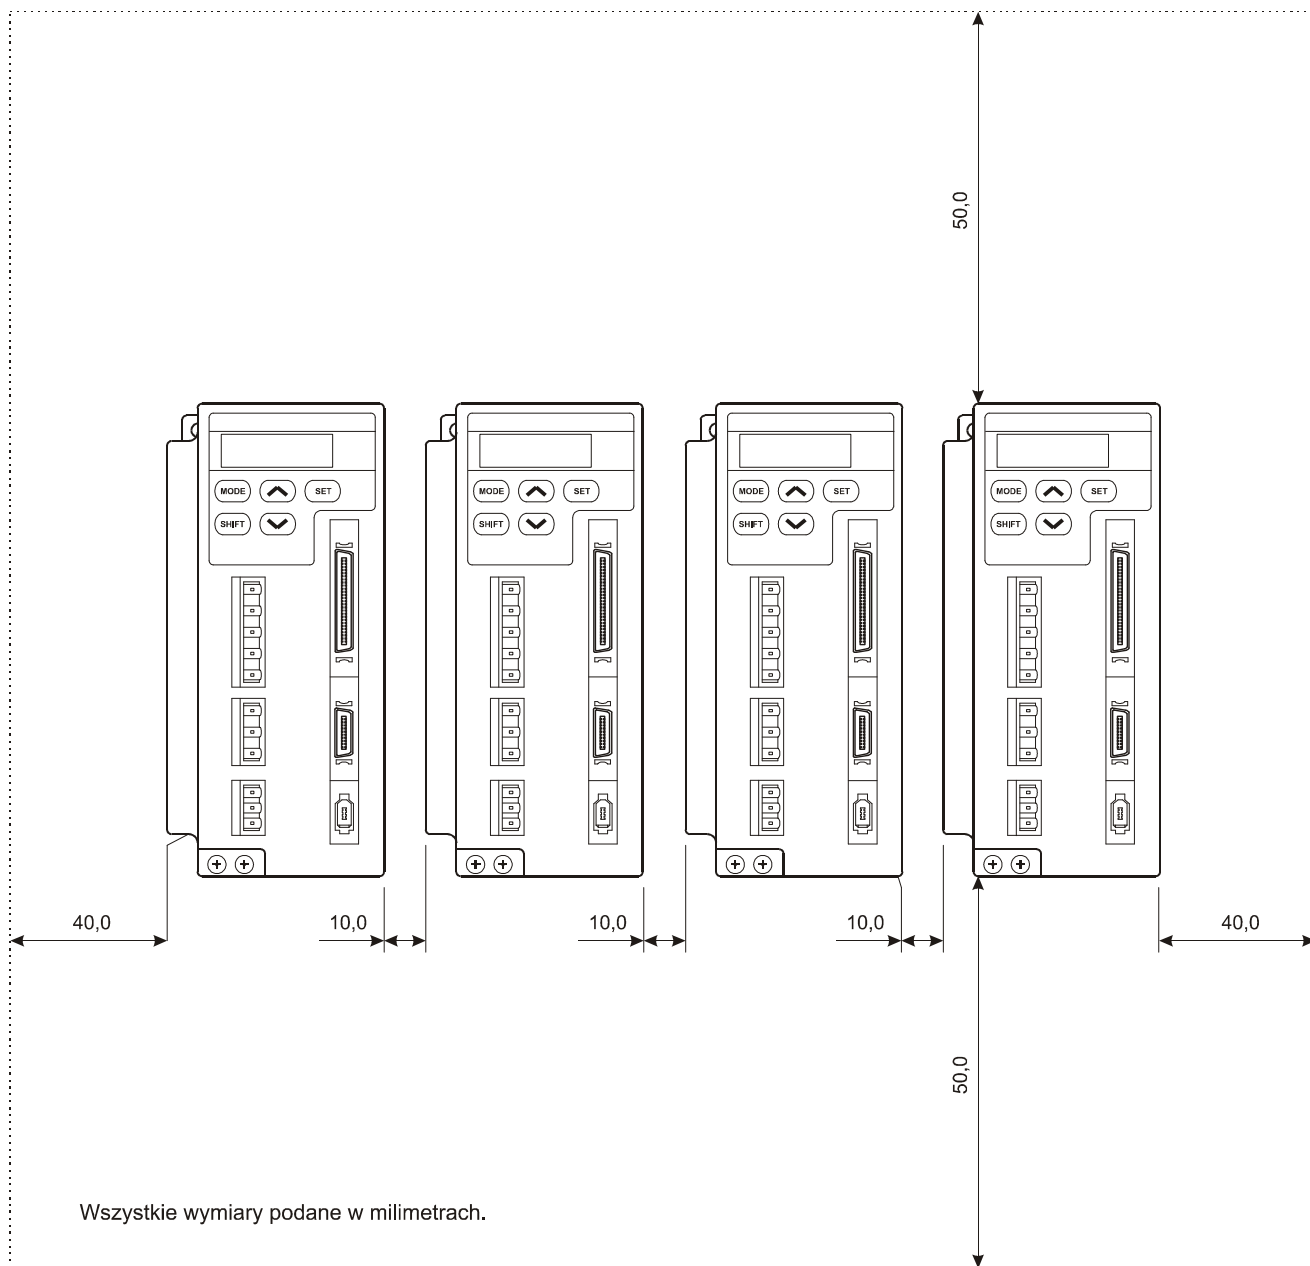 50,0
MODE SET MODE SET MODE SET MODE SET
SHIFT SHIFT SHIFT SHIFT
40,0 10,0 10,0 10,0 40,0
50,0
Wszystkie wymiary podane w milimetrach.